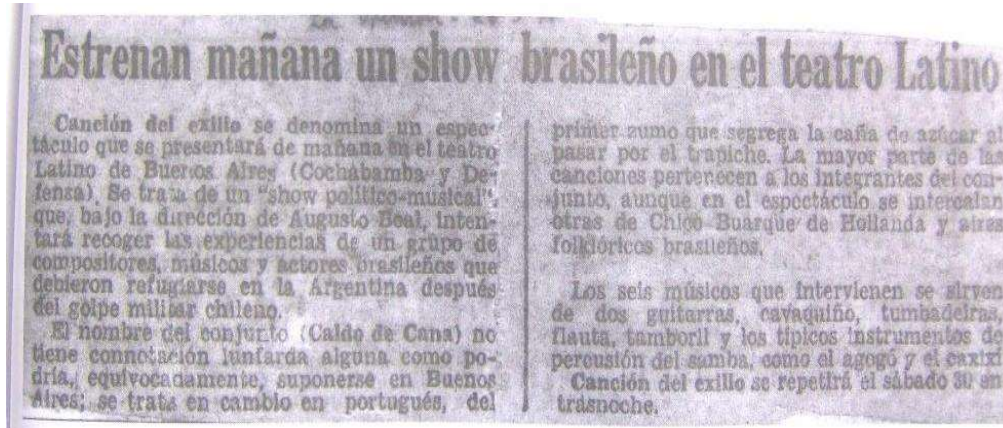 Estrenan mañana un show brasileño en el teatro Latino
Canción del exilio se denomina un espec-
táculo que se presentará de mañana en el teatro
Latino de Buenos Aires (Cochabamba y De-
fensa). Se trata de un "show político-musical",
que, bajo la dirección de Augusto Boal, inten-
tará recoger las experiencias de un grupo de
compositores, músicos y actores brasileños que
debieron refugiarse en la Argentina después
del golpe militar chileno.
El nombre del conjunto (Caldo de Cana) no
tiene connotación lunfarda alguna como po-
dría, equivocadamente, suponerse en Buenos
Aires; se trata en cambio en portugués, del
primer zumo que segrega la caña de azúcar al
pasar por el trapiche. La mayor parte de las
canciones pertenecen a los integrantes del con-
junto, aunque en el espectáculo se intercalan
otras de Chico Buarque de Hollanda y aires
folklóricos brasileños.
Los seis músicos que intervienen se sirven
de dos guitarras, cavaquiño, tumbadeiras,
flauta, tamboril y los típicos instrumentos de
percusión del samba, como el agogó y el caxixi
Canción del exilio se repetirá el sábado 30 en
trasnoche.